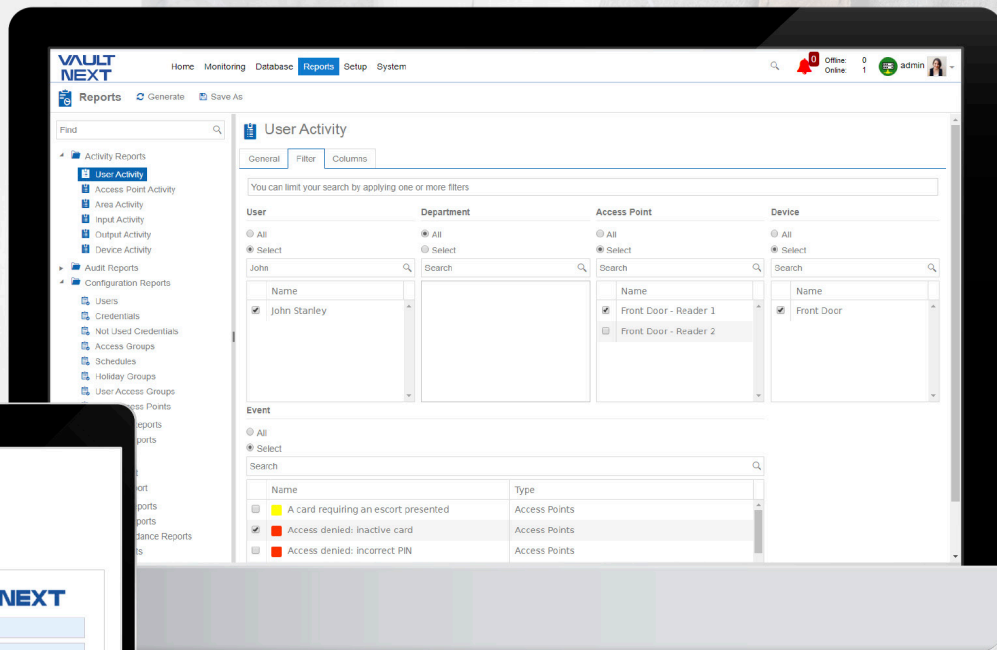 VAULT
NEXT
Home Monitoring Database Reports Setup System
0 Offline: 0
Online: 1
admin
Reports Generate Save As
Find
Activity Reports
User Activity
Access Point Activity
Area Activity
Input Activity
Output Activity
Device Activity
Audit Reports
Configuration Reports
Users
Credentials
Not Used Credentials
Access Groups
Schedules
Holiday Groups
User Access Groups
Points
User Activity
General Filter Columns
You can limit your search by applying one or more filters
User Department Access Point Device
All All All All
Select Select Select Select
John Search Search Search
Name Name Name
John Stanley Front Door - Reader 1 Front Door
Front Door - Reader 2
Event
All
Select
Search
Name Type
A card requiring an escort presented Access Points
Access denied: inactive card Access Points
Access denied: incorrect PIN Access Points
NEXT